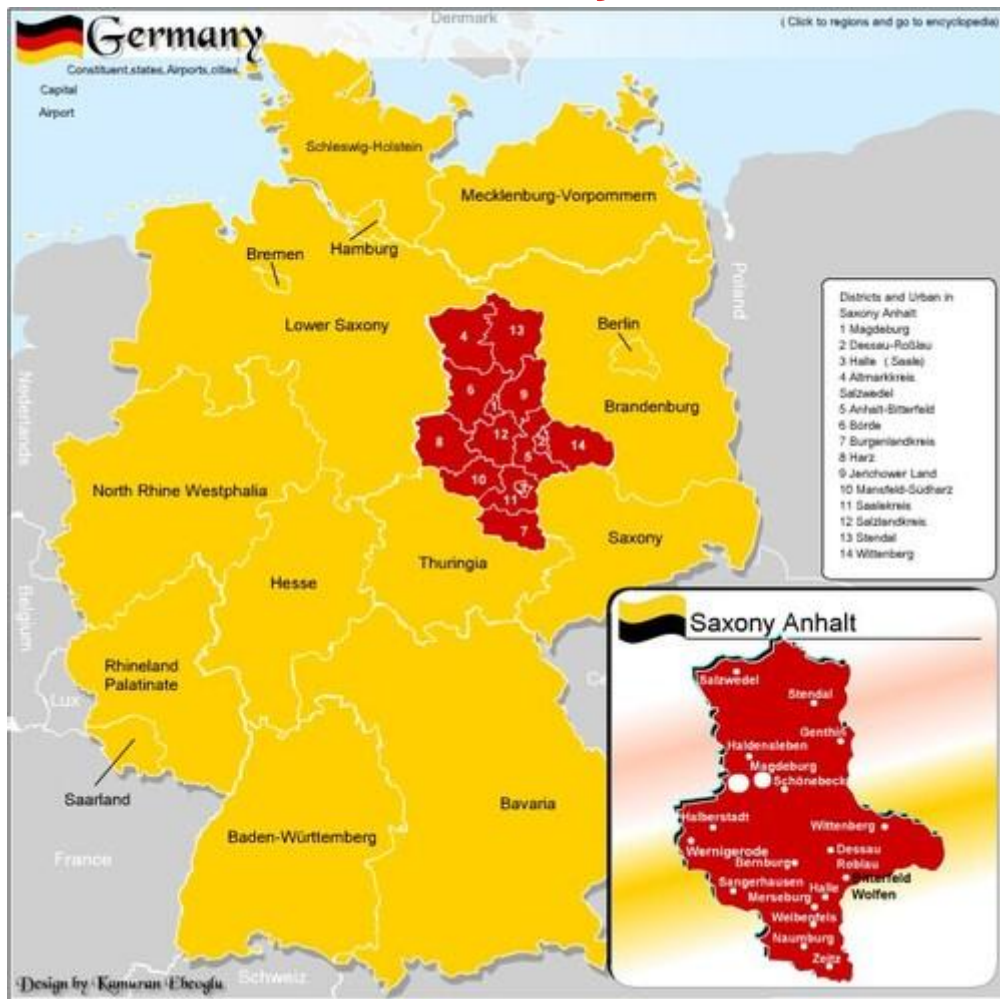 Denmark
( Click to regions and go to encyclopedia)
Germany
Constituent,states,Airports,cities,
Capital
Airport
Schleswig-Holstein
Mecklenburg-Vorpommern
Hamburg
Bremen
Poland
Lower Saxony
Berlin
Brandenburg
Nederlands
4
13
6
1
9
8
12
2
14
5
10
3
11
7
Districts and Urban in
Saxony Anhalt
1 Magdeburg
2 Dessau-Roßlau
3 Halle ( Saale)
4 Altmarkkreis
Salzwedel
5 Anhalt-Bitterfeld
6 Börde
7 Burgenlandkreis
8 Harz
9 Jerichower Land
10 Mansfeld-Südharz
11 Saalekreis
12 Salzlandkreis
13 Stendal
14 Wittenberg
North Rhine Westphalia
Saxony
Thuringia
Hesse
Belgium
Rhineland
Palatinate
Lux
Saarland
Bavaria
Baden-Württemberg
France
Schweiz
Saxony Anhalt
Salzwedel
Stendal
Genthin
Haldensleben
Magdeburg
Schönebeck
Halberstadt
Wittenberg
Wernigerode
Dessau
Roblau
Bernburg
Bitterfeld
Wolfen
Sangerhausen
Halle
Merseburg
Weibenfels
Naumburg
Zeitz
Design by Kamuran Ebeoglu